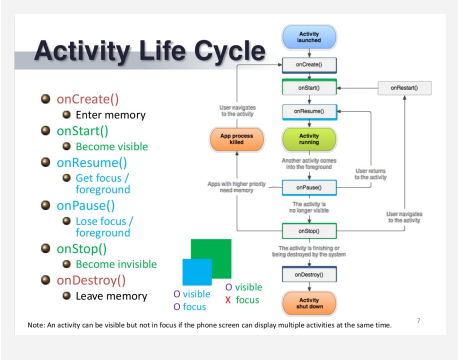 Activity Life Cycle
onCreate()
Enter memory
onStart()
Become visible
onResume()
Get focus /
foreground
onPause()
Lose focus /
foreground
onStop()
Become invisible
onDestroy()
Leave memory
O visible
O focus
O visible
X focus
Activity
launched
onCreate()
onStart()
onRestart()
User navigates
to the activity
onResume()
App process
killed
Activity
running
Another activity comes
into the foreground
User returns
to the activity
Apps with higher priority
need memory
onPause()
The activity is
no longer visible
User navigates
to the activity
onStop()
The activity is finishing or
being destroyed by the system
onDestroy()
Activity
shut down
Note: An activity can be visible but not in focus if the phone screen can display multiple activities at the same time.
7